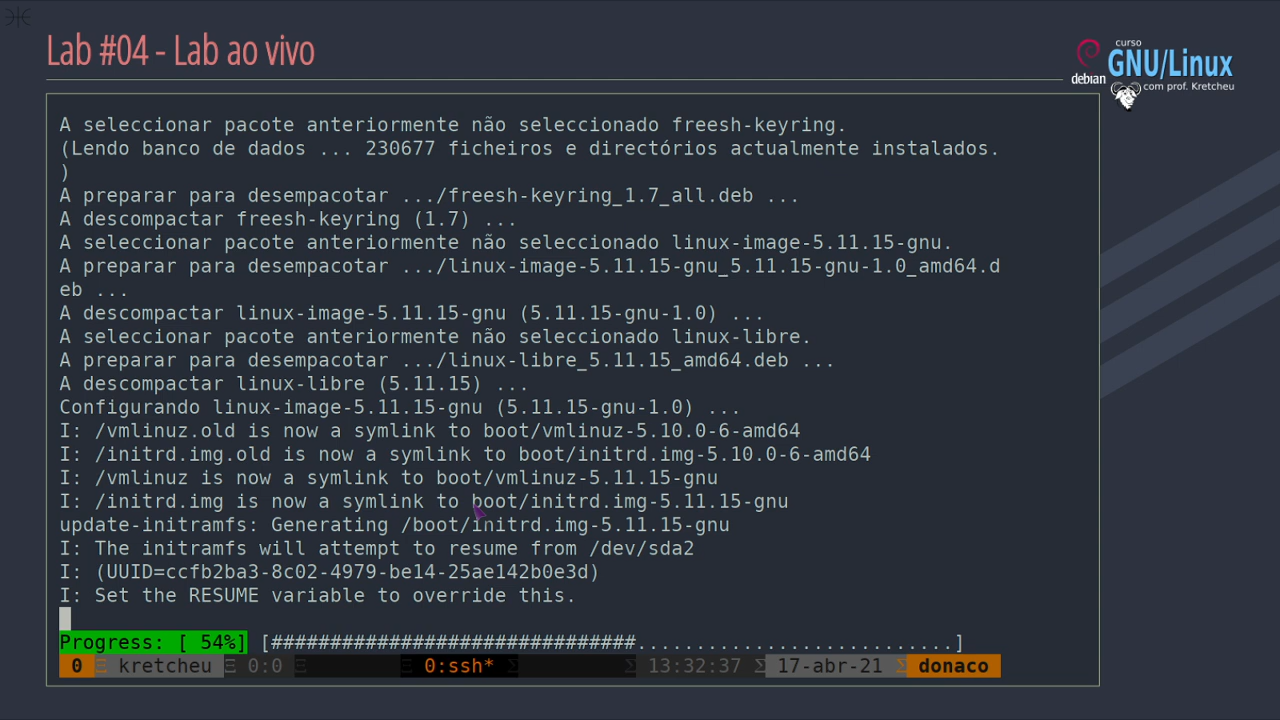 Lab #04 - Lab ao vivo
curso
GNU/Linux
debian
com prof. Kretcheu
A seleccionar pacote anteriormente não seleccionado freesh-keyring.
(Lendo banco de dados ... 230677 ficheiros e directórios actualmente instalados.
)
A preparar para desempacotar .../freesh-keyring_1.7_all.deb ...
A descompactar freesh-keyring (1.7) ...
A seleccionar pacote anteriormente não seleccionado linux-image-5.11.15-gnu.
A preparar para desempacotar .../linux-image-5.11.15-gnu_5.11.15-gnu-1.0_amd64.d
eb ...
A descompactar linux-image-5.11.15-gnu (5.11.15-gnu-1.0) ...
A seleccionar pacote anteriormente não seleccionado linux-libre.
A preparar para desempacotar .../linux-libre_5.11.15_amd64.deb ...
A descompactar linux-libre (5.11.15) ...
Configurando linux-image-5.11.15-gnu (5.11.15-gnu-1.0) ...
I: /vmlinuz.old is now a symlink to boot/vmlinuz-5.10.0-6-amd64
I: /initrd.img.old is now a symlink to boot/initrd.img-5.10.0-6-amd64
I: /vmlinuz is now a symlink to boot/vmlinuz-5.11.15-gnu
I: /initrd.img is now a symlink to boot/initrd.img-5.11.15-gnu
update-initramfs: Generating /boot/initrd.img-5.11.15-gnu
I: The initramfs will attempt to resume from /dev/sda2
I: (UUID=ccfb2ba3-8c02-4979-be14-25ae142b0e3d)
I: Set the RESUME variable to override this.
Progress: [ 54%] [###############################...........................]
0 Ξ kretcheu Ξ 0:0 Ξ 0:ssh* Σ Σ 13:32:37 Σ 17-abr-21 Σ donaco